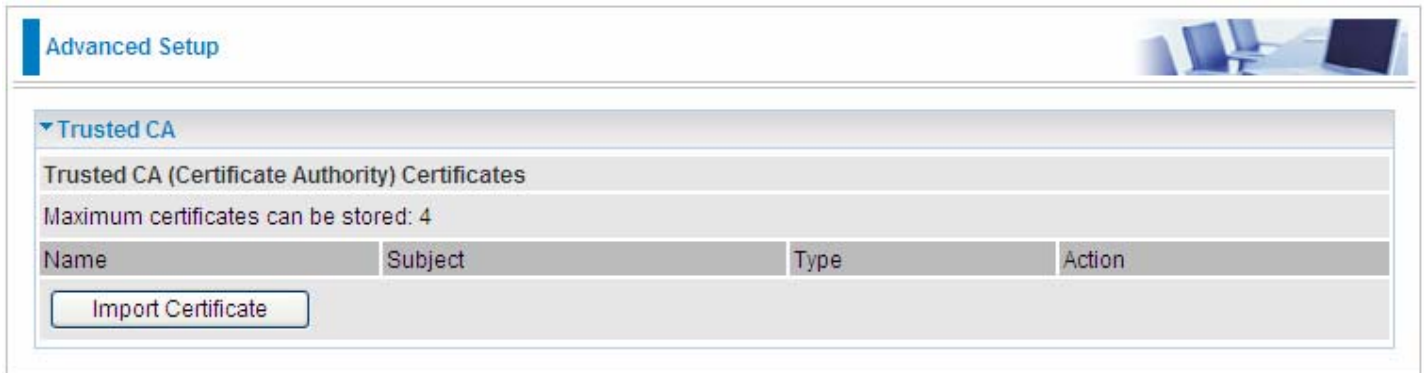 Advanced Setup
Trusted CA
Trusted CA (Certificate Authority) Certificates
Maximum certificates can be stored: 4
Name Subject Type Action
Import Certificate